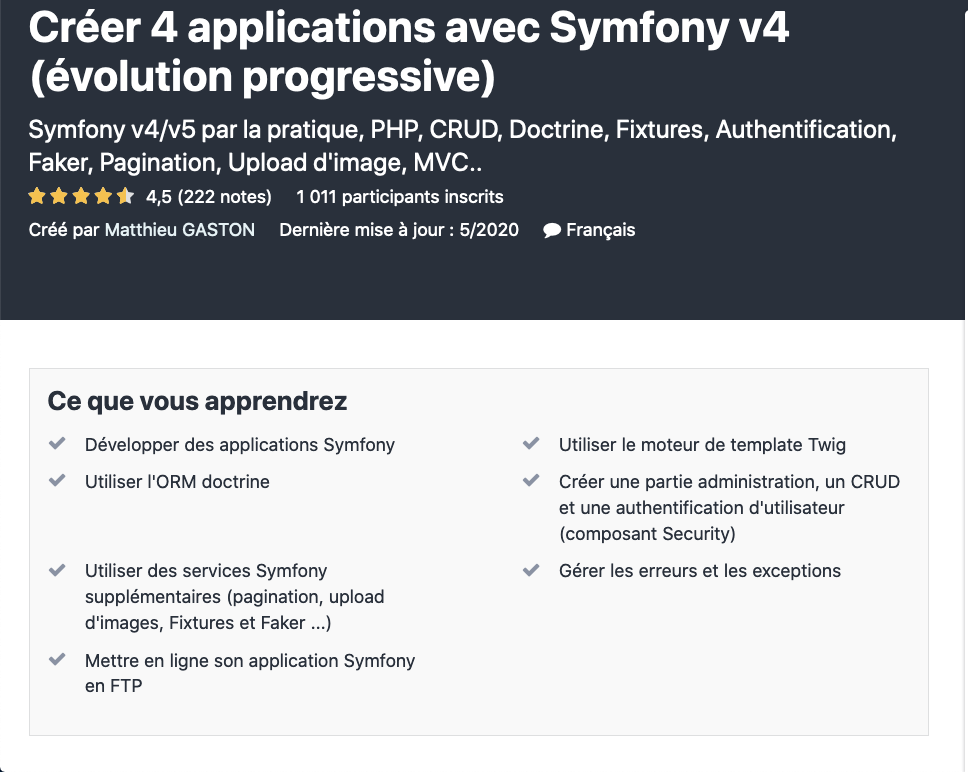 Créer 4 applications avec Symfony v4
(évolution progressive)
Symfony v4/v5 par la pratique, PHP, CRUD, Doctrine, Fixtures, Authentification,
Faker, Pagination, Upload d'image, MVC..
4,5 (222 notes) 1 011 participants inscrits
Créé par Matthieu GASTON Dernière mise à jour : 5/2020 Français
Ce que vous apprendrez
Développer des applications Symfony
Utiliser le moteur de template Twig
Utiliser l'ORM doctrine
Créer une partie administration, un CRUD
et une authentification d'utilisateur
(composant Security)
Utiliser des services Symfony
supplémentaires (pagination, upload
d'images, Fixtures et Faker ...)
Gérer les erreurs et les exceptions
Mettre en ligne son application Symfony
en FTP